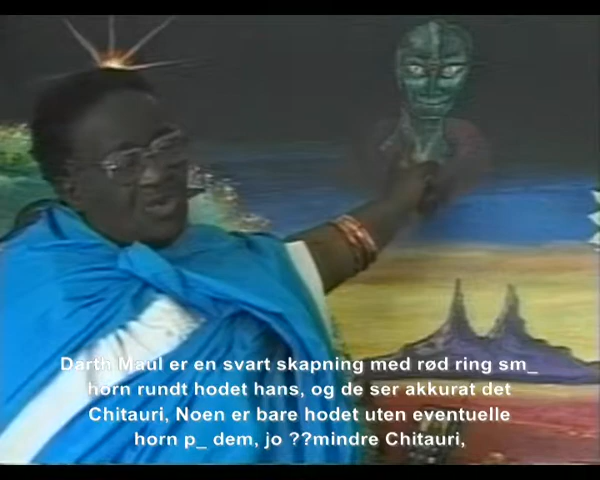 Darth Maul er en svart skapning med rød ring sm_
horn rundt hodet hans, og de ser akkurat det
Chitauri, Noen er bare hodet uten eventuelle
horn p_ dem, jo ??mindre Chitauri,